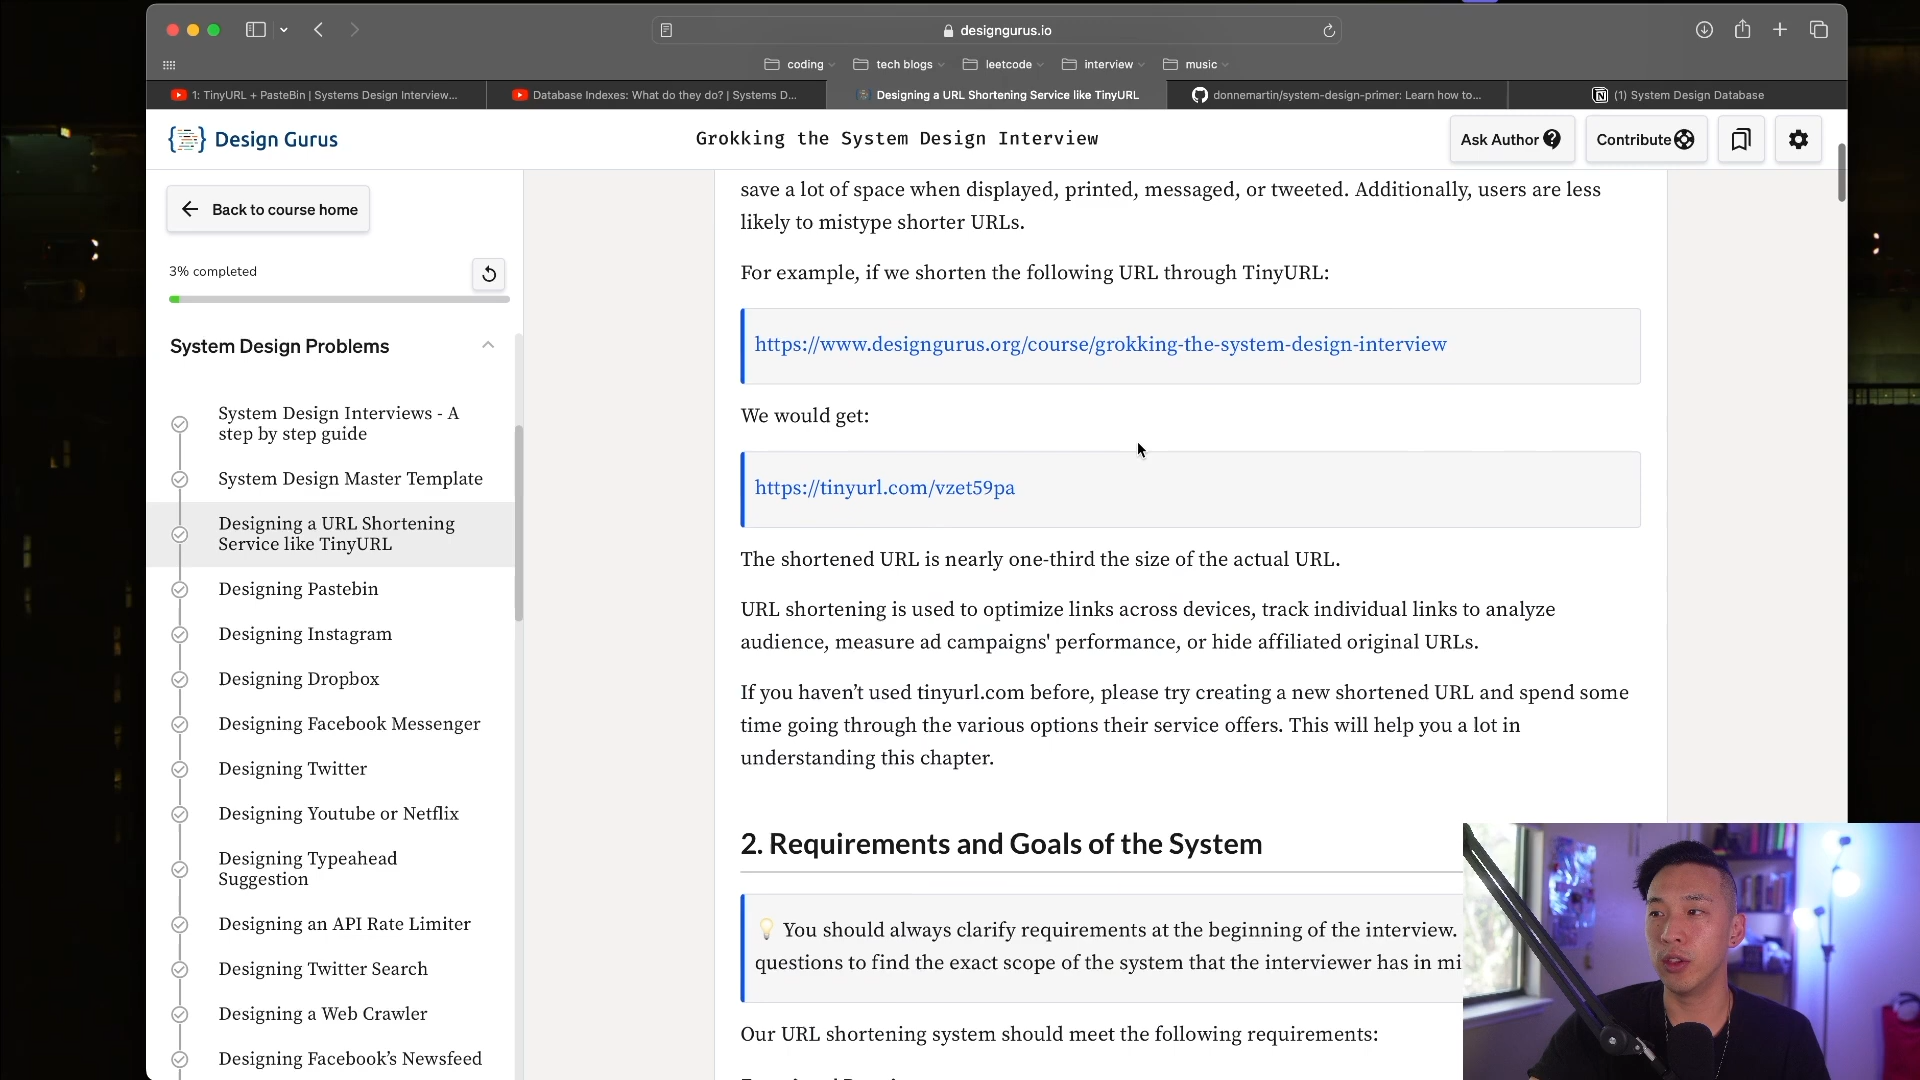 designgurus.io
coding
tech blogs
leetcode
interview
music
1: TinyURL + PasteBin | Systems Design Interview...
Database Indexes: What do they do? | Systems D...
Designing a URL Shortening Service like TinyURL
donnemartin/system-design-primer: Learn how to...
(1) System Design Database
Design Gurus
Grokking the System Design Interview
Ask Author
Contribute
Back to course home
3% completed
System Design Problems
System Design Interviews - A
step by step guide
System Design Master Template
Designing a URL Shortening
Service like TinyURL
Designing Pastebin
Designing Instagram
Designing Dropbox
Designing Facebook Messenger
Designing Twitter
Designing Youtube or Netflix
Designing Typeahead
Suggestion
Designing an API Rate Limiter
Designing Twitter Search
Designing a Web Crawler
Designing Facebook’s Newsfeed
save a lot of space when displayed, printed, messaged, or tweeted. Additionally, users are less
likely to mistype shorter URLs.
For example, if we shorten the following URL through TinyURL:
https://www.designgurus.org/course/grokking-the-system-design-interview
We would get:
https://tinyurl.com/vzet59pa
The shortened URL is nearly one-third the size of the actual URL.
URL shortening is used to optimize links across devices, track individual links to analyze
audience, measure ad campaigns' performance, or hide affiliated original URLs.
If you haven’t used tinyurl.com before, please try creating a new shortened URL and spend some
time going through the various options their service offers. This will help you a lot in
understanding this chapter.
2. Requirements and Goals of the System
You should always clarify requirements at the beginning of the interview.
questions to find the exact scope of the system that the interviewer has in mi
Our URL shortening system should meet the following requirements: